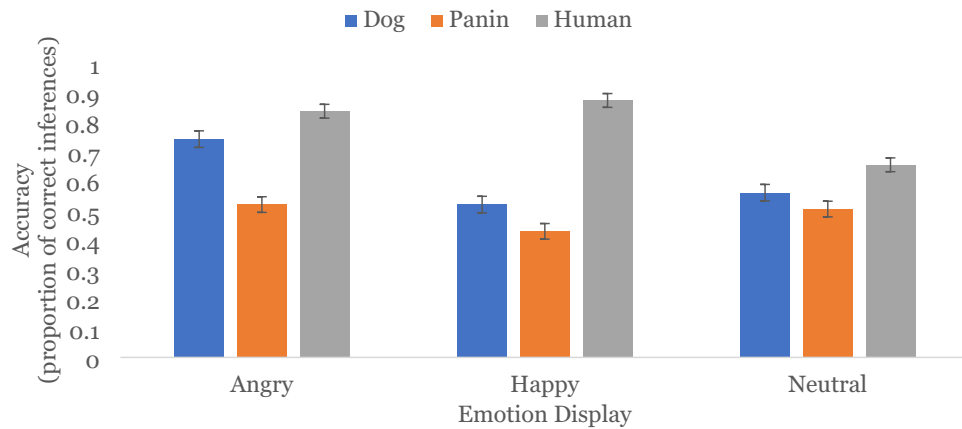 Dog Panin Human
Accuracy
(proportion of correct inferences)
1
0.9
0.8
0.7
0.6
0.5
0.4
0.3
0.2
0.1
0
Angry Happy Neutral
Emotion Display